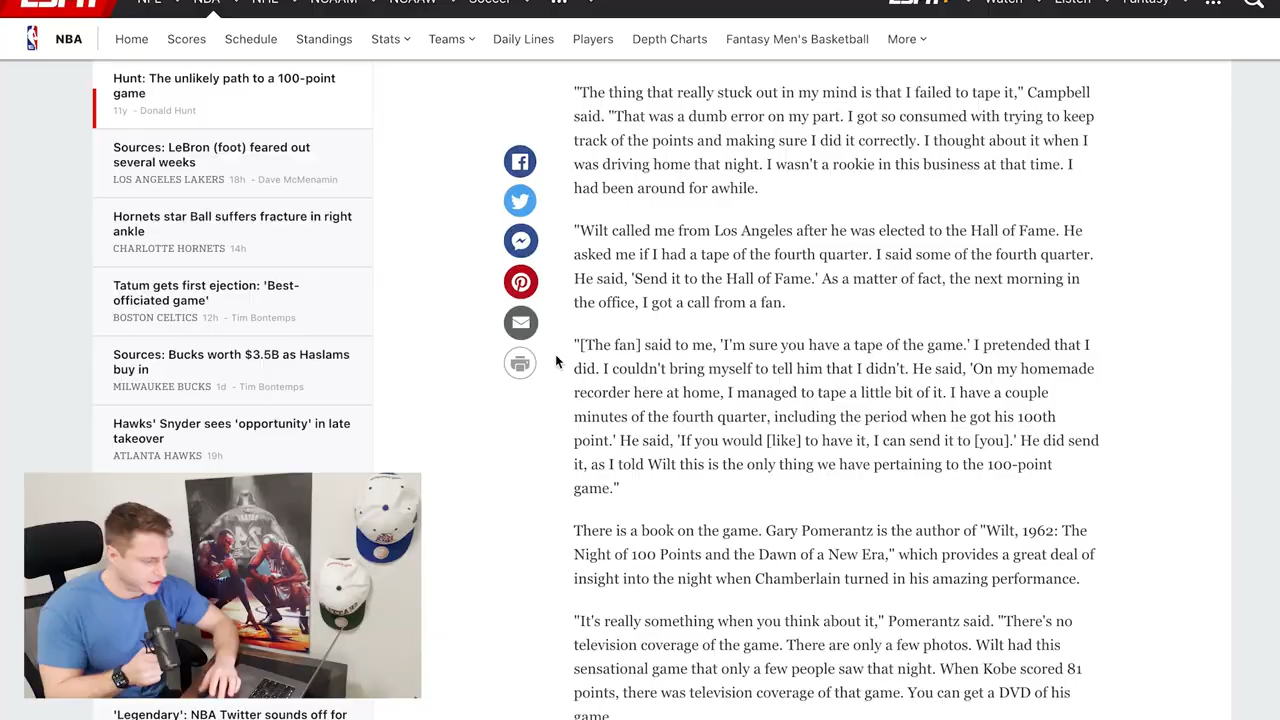 ESPN
NFL NBA NHL NCAAM NCAAW Soccer ... ESPN+ Watch Listen Fantasy
NBA Home Scores Schedule Standings Stats Teams Daily Lines Players Depth Charts Fantasy Men's Basketball More
Hunt: The unlikely path to a 100-point
game
11y - Donald Hunt
Sources: LeBron (foot) feared out
several weeks
LOS ANGELES LAKERS 18h - Dave McMenamin
Hornets star Ball suffers fracture in right
ankle
CHARLOTTE HORNETS 14h
Tatum gets first ejection: 'Best-
officiated game'
BOSTON CELTICS 12h - Tim Bontemps
Sources: Bucks worth $3.5B as Haslams
buy in
MILWAUKEE BUCKS 1d - Tim Bontemps
Hawks' Snyder sees 'opportunity' in late
takeover
ATLANTA HAWKS 19h
'Legendary': NBA Twitter sounds off for
"The thing that really stuck out in my mind is that I failed to tape it," Campbell
said. "That was a dumb error on my part. I got so consumed with trying to keep
track of the points and making sure I did it correctly. I thought about it when I
was driving home that night. I wasn't a rookie in this business at that time. I
had been around for awhile.
"Wilt called me from Los Angeles after he was elected to the Hall of Fame. He
asked me if I had a tape of the fourth quarter. I said some of the fourth quarter.
He said, 'Send it to the Hall of Fame.' As a matter of fact, the next morning in
the office, I got a call from a fan.
"[The fan] said to me, 'I'm sure you have a tape of the game.' I pretended that I
did. I couldn't bring myself to tell him that I didn't. He said, 'On my homemade
recorder here at home, I managed to tape a little bit of it. I have a couple
minutes of the fourth quarter, including the period when he got his 100th
point.' He said, 'If you would [like] to have it, I can send it to [you].' He did send
it, as I told Wilt this is the only thing we have pertaining to the 100-point
game."
There is a book on the game. Gary Pomerantz is the author of "Wilt, 1962: The
Night of 100 Points and the Dawn of a New Era," which provides a great deal of
insight into the night when Chamberlain turned in his amazing performance.
"It's really something when you think about it," Pomerantz said. "There's no
television coverage of the game. There are only a few photos. Wilt had this
sensational game that only a few people saw that night. When Kobe scored 81
points, there was television coverage of that game. You can get a DVD of his
game.